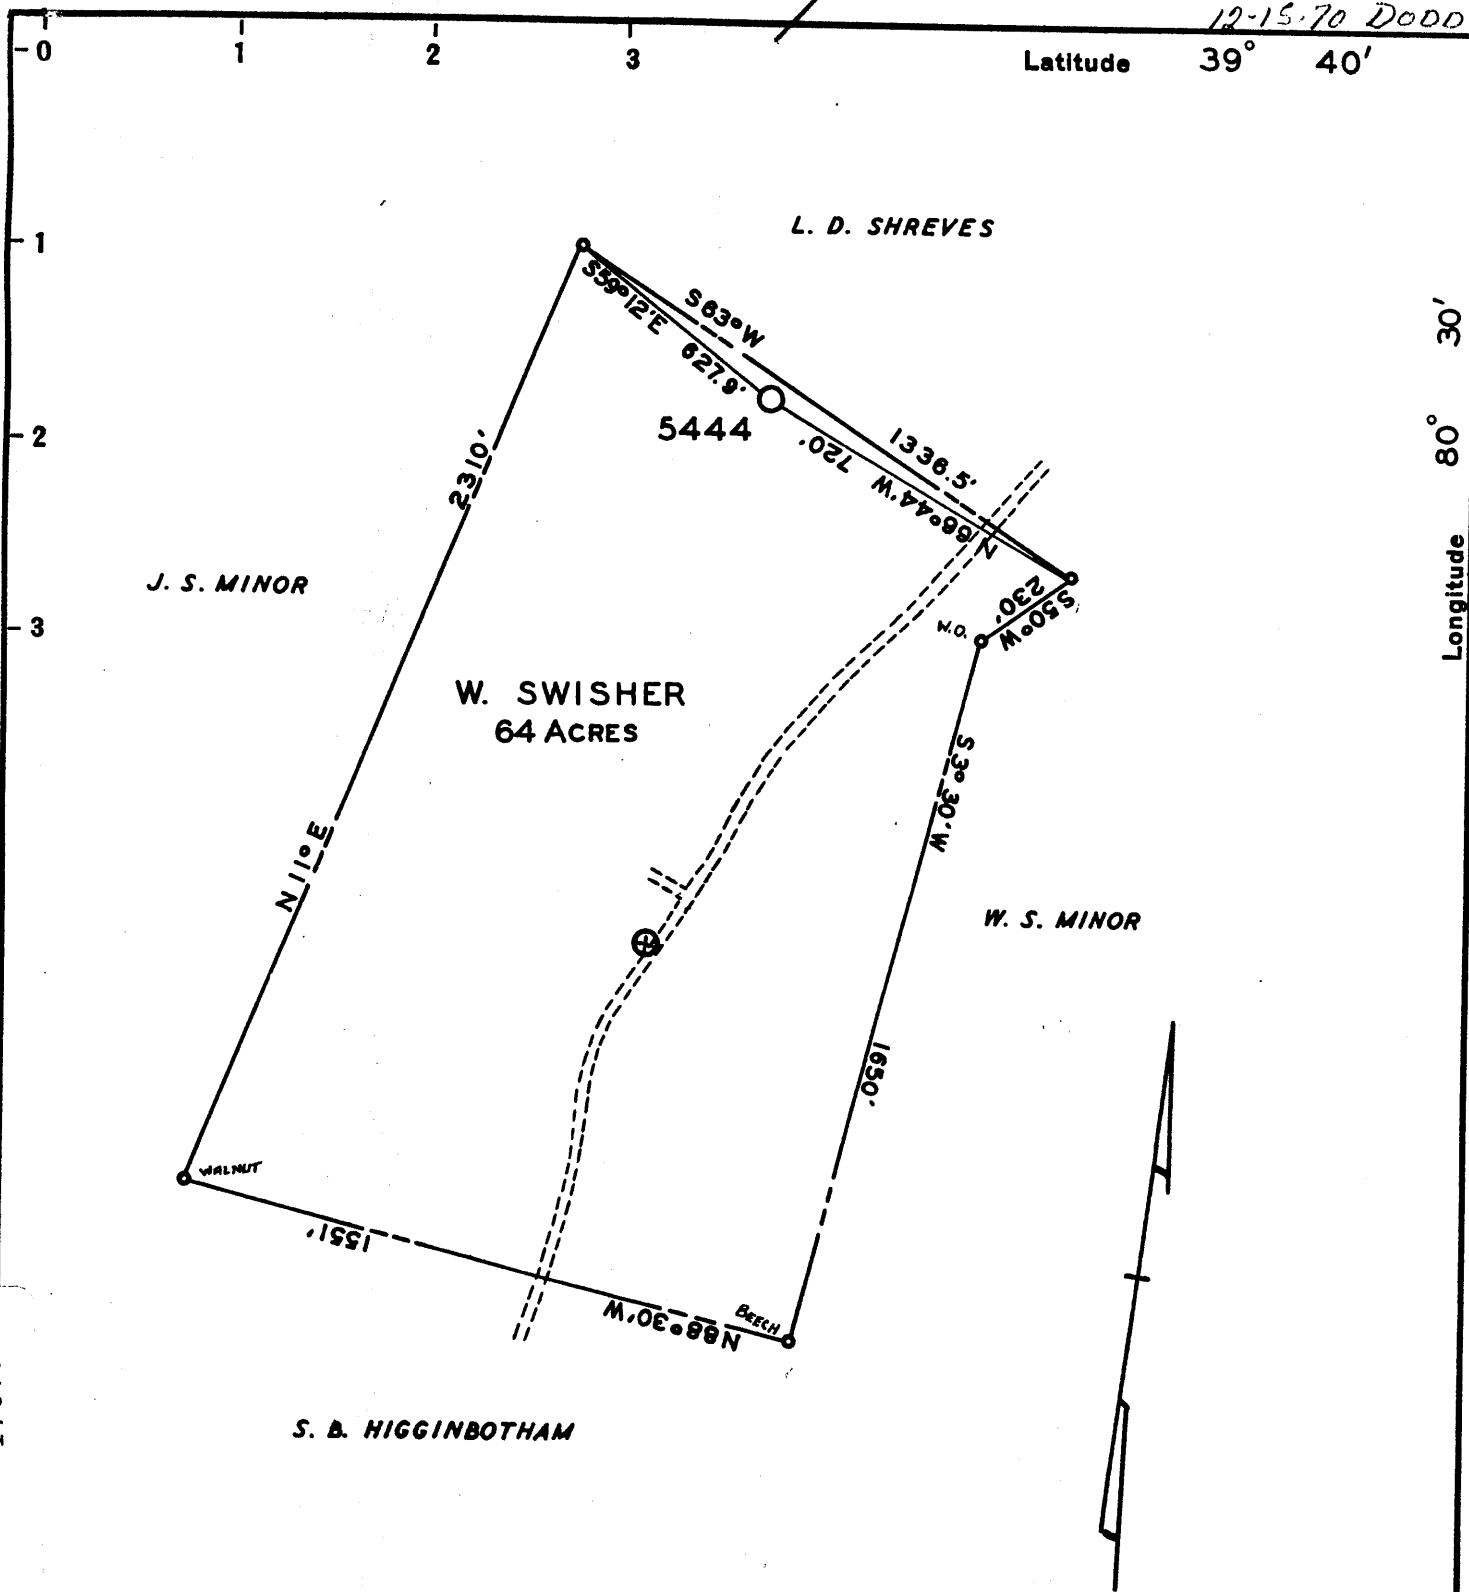 12-15-70 DODD
0 1 2 3
Latitude 39° 40'
1
2
3
30'
80°
Longitude
L. D. SHREVES
S59°12'E 627.9'
S63°W 1336.5'
5444
N 68°44'W 720'
2310'
N 11° E
J. S. MINOR
S50°W
230'
W.O.
W. SWISHER
64 ACRES
S3°30'W
1650'
W. S. MINOR
WALNUT
1551'
N88°30'W
BEECH
S. B. HIGGINBOTHAM